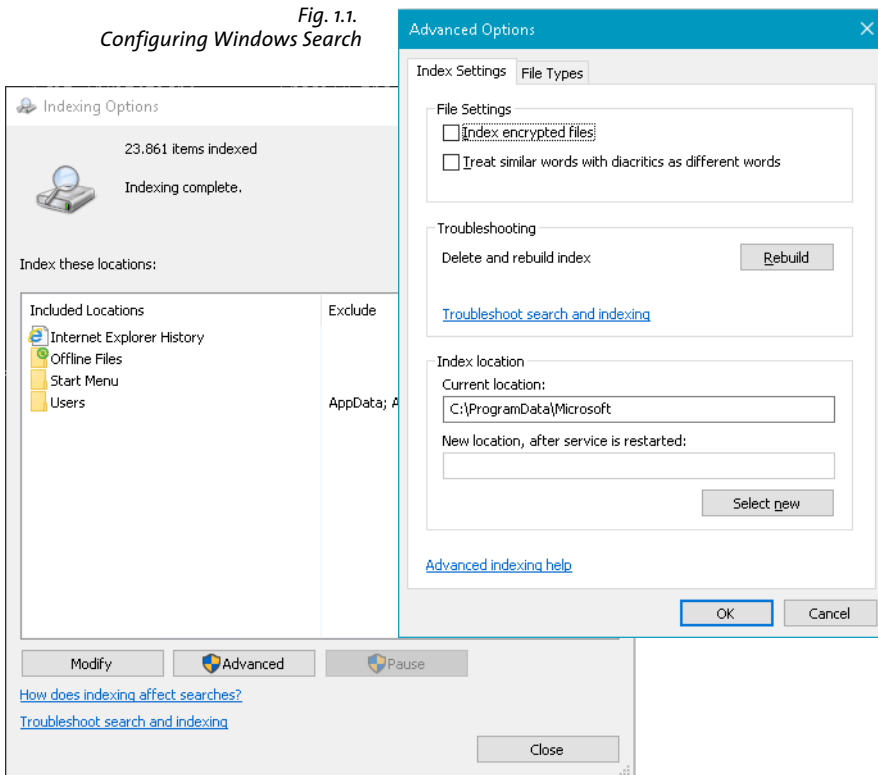 Fig. 1.1.
Configuring Windows Search
Indexing Options
23.861 items indexed
Indexing complete.
Index these locations:
Included Locations Exclude
Internet Explorer History
Offline Files
Start Menu
Users AppData; A
Modify Advanced Pause
How does indexing affect searches?
Troubleshoot search and indexing
Close
Advanced Options
Index Settings File Types
File Settings
Index encrypted files
Treat similar words with diacritics as different words
Troubleshooting
Delete and rebuild index Rebuild
Troubleshoot search and indexing
Index location
Current location:
C:\ProgramData\Microsoft
New location, after service is restarted:
Select new
Advanced indexing help
OK Cancel